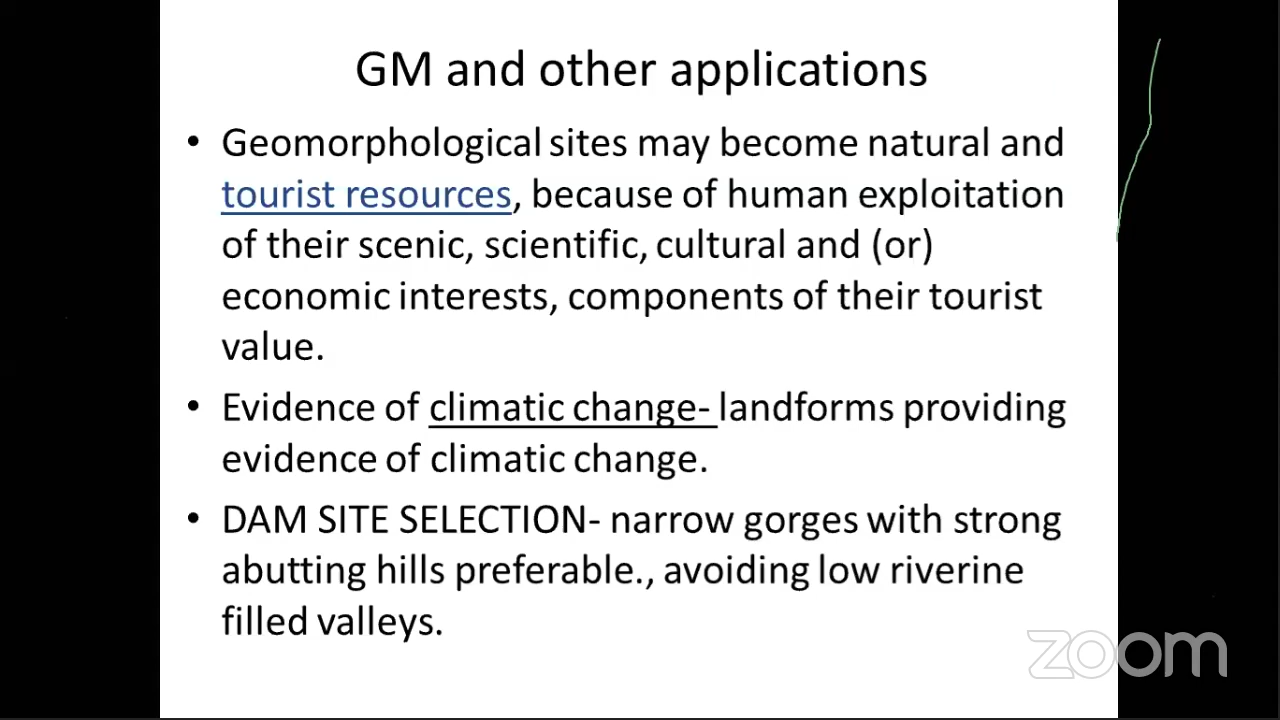 GM and other applications
• Geomorphological sites may become natural and
tourist resources, because of human exploitation
of their scenic, scientific, cultural and (or)
economic interests, components of their tourist
value.
• Evidence of climatic change- landforms providing
evidence of climatic change.
• DAM SITE SELECTION- narrow gorges with strong
abutting hills preferable., avoiding low riverine
filled valleys.
zoom